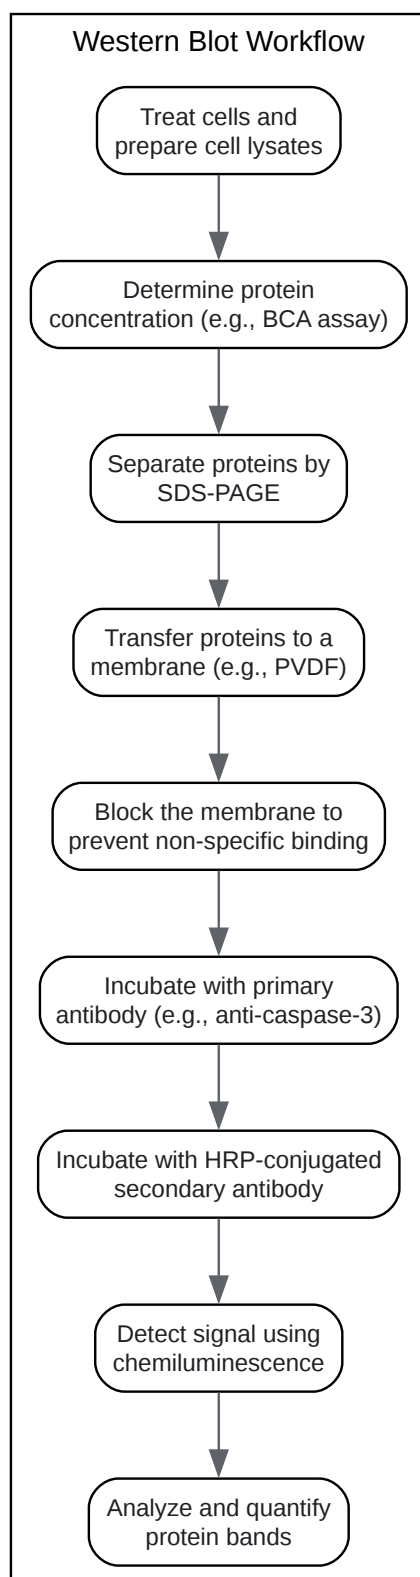 Western Blot Workflow
Treat cells and
prepare cell lysates
Determine protein
concentration (e.g., BCA assay)
Separate proteins by
SDS-PAGE
Transfer proteins to a
membrane (e.g., PVDF)
Block the membrane to
prevent non-specific binding
Incubate with primary
antibody (e.g., anti-caspase-3)
Incubate with HRP-conjugated
secondary antibody
Detect signal using
chemiluminescence
Analyze and quantify
protein bands